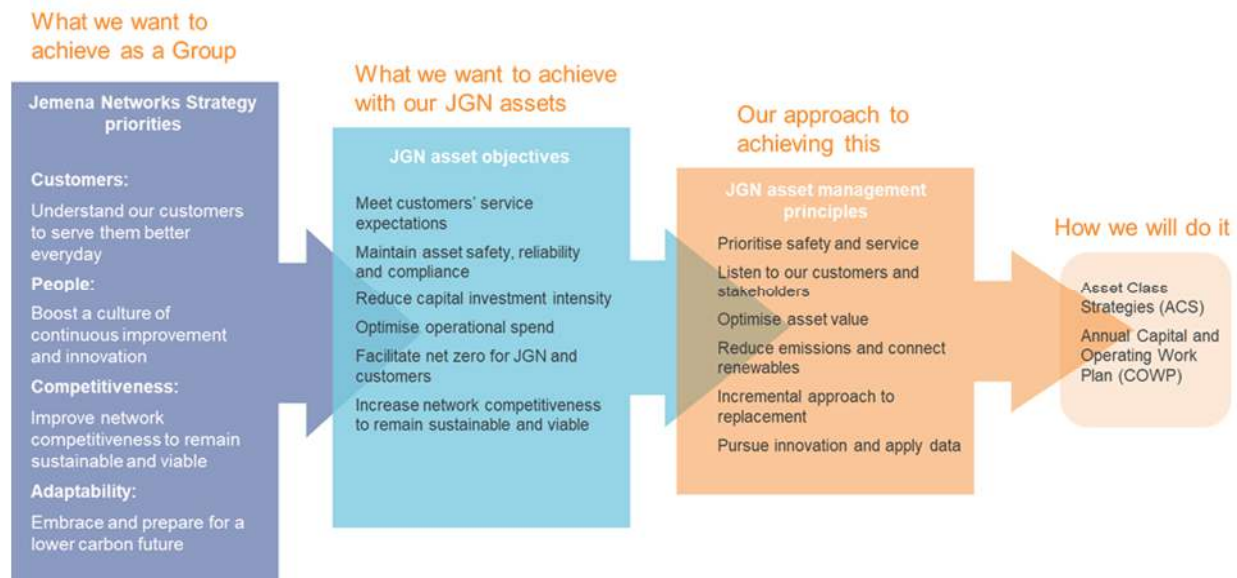 What we want to
achieve as a Group
Jemena Networks Strategy
priorities
Customers:
Understand our customers
to serve them better
everyday
People:
Boost a culture of
continuous improvement
and innovation
Competitiveness:
Improve network
competitiveness to remain
sustainable and viable
Adaptability:
Embrace and prepare for a
lower carbon future
What we want to achieve
with our JGN assets
JGN asset objectives
Meet customers' service
expectations
Maintain asset safety, reliability
and compliance
Reduce capital investment intensity
Optimise operational spend
Facilitate net zero for JGN and
customers
Increase network competitiveness
to remain sustainable and viable
Our approach to
achieving this
JGN asset management
principles
Prioritise safety and service
Listen to our customers and
stakeholders
Optimise asset value
Reduce emissions and connect
renewables
Incremental approach to
replacement
Pursue innovation and apply data
How we will do it
Asset Class
Strategies (ACS)
Annual Capital and
Operating Work
Plan (COWP)